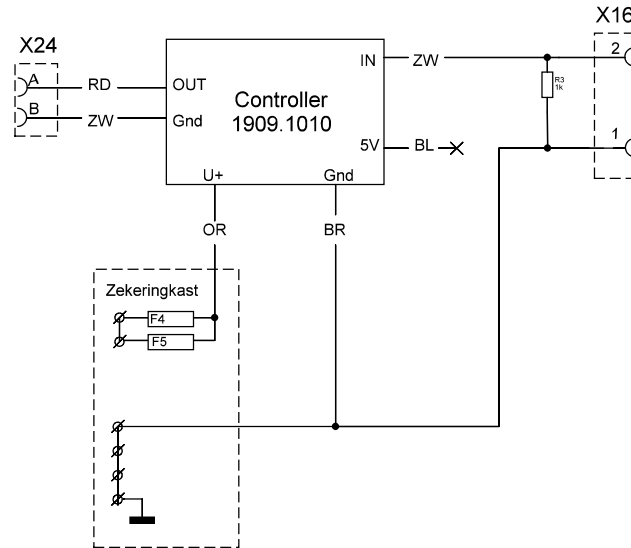 X24
X16
A
RD
OUT
B
ZW
Gnd
Controller
1909.1010
IN
ZW
2
R3
1k
5V
BL
1
U+
Gnd
OR
BR
Zekeringkast
F4
F5